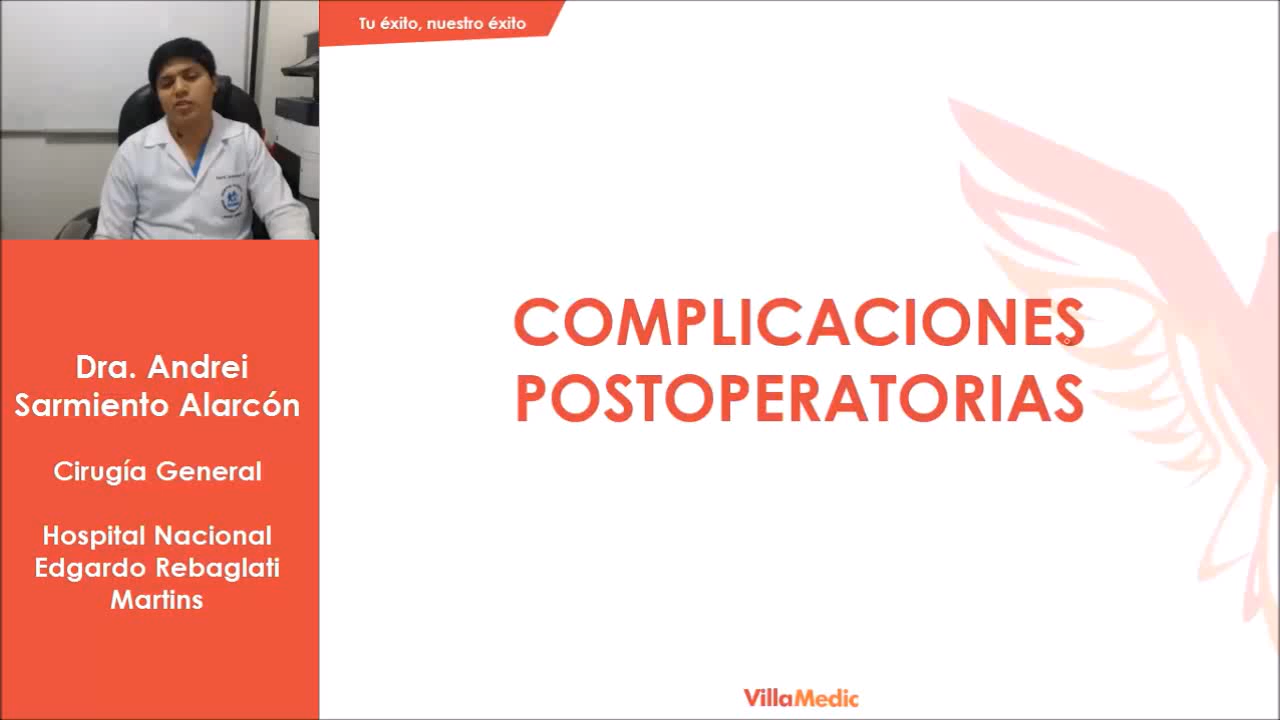 Tu éxito, nuestro éxito
COMPLICACIONES
POSTOPERATORIAS
Dra. Andrei
Sarmiento Alarcón
Cirugía General
Hospital Nacional
Edgardo Rebaglati
Martins
VillaMedic